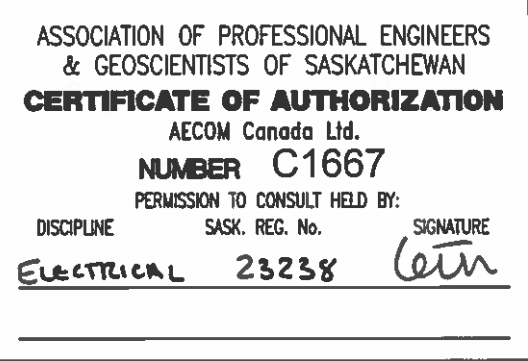 ASSOCIATION OF PROFESSIONAL ENGINEERS
& GEOSCIENTISTS OF SASKATCHEWAN
CERTIFICATE OF AUTHORIZATION
AECOM Canada Ltd.
NUMBER C1667
PERMISSION TO CONSULT HELD BY:
DISCIPLINE SASK. REG. No. SIGNATURE
ELECTRICAL 23238